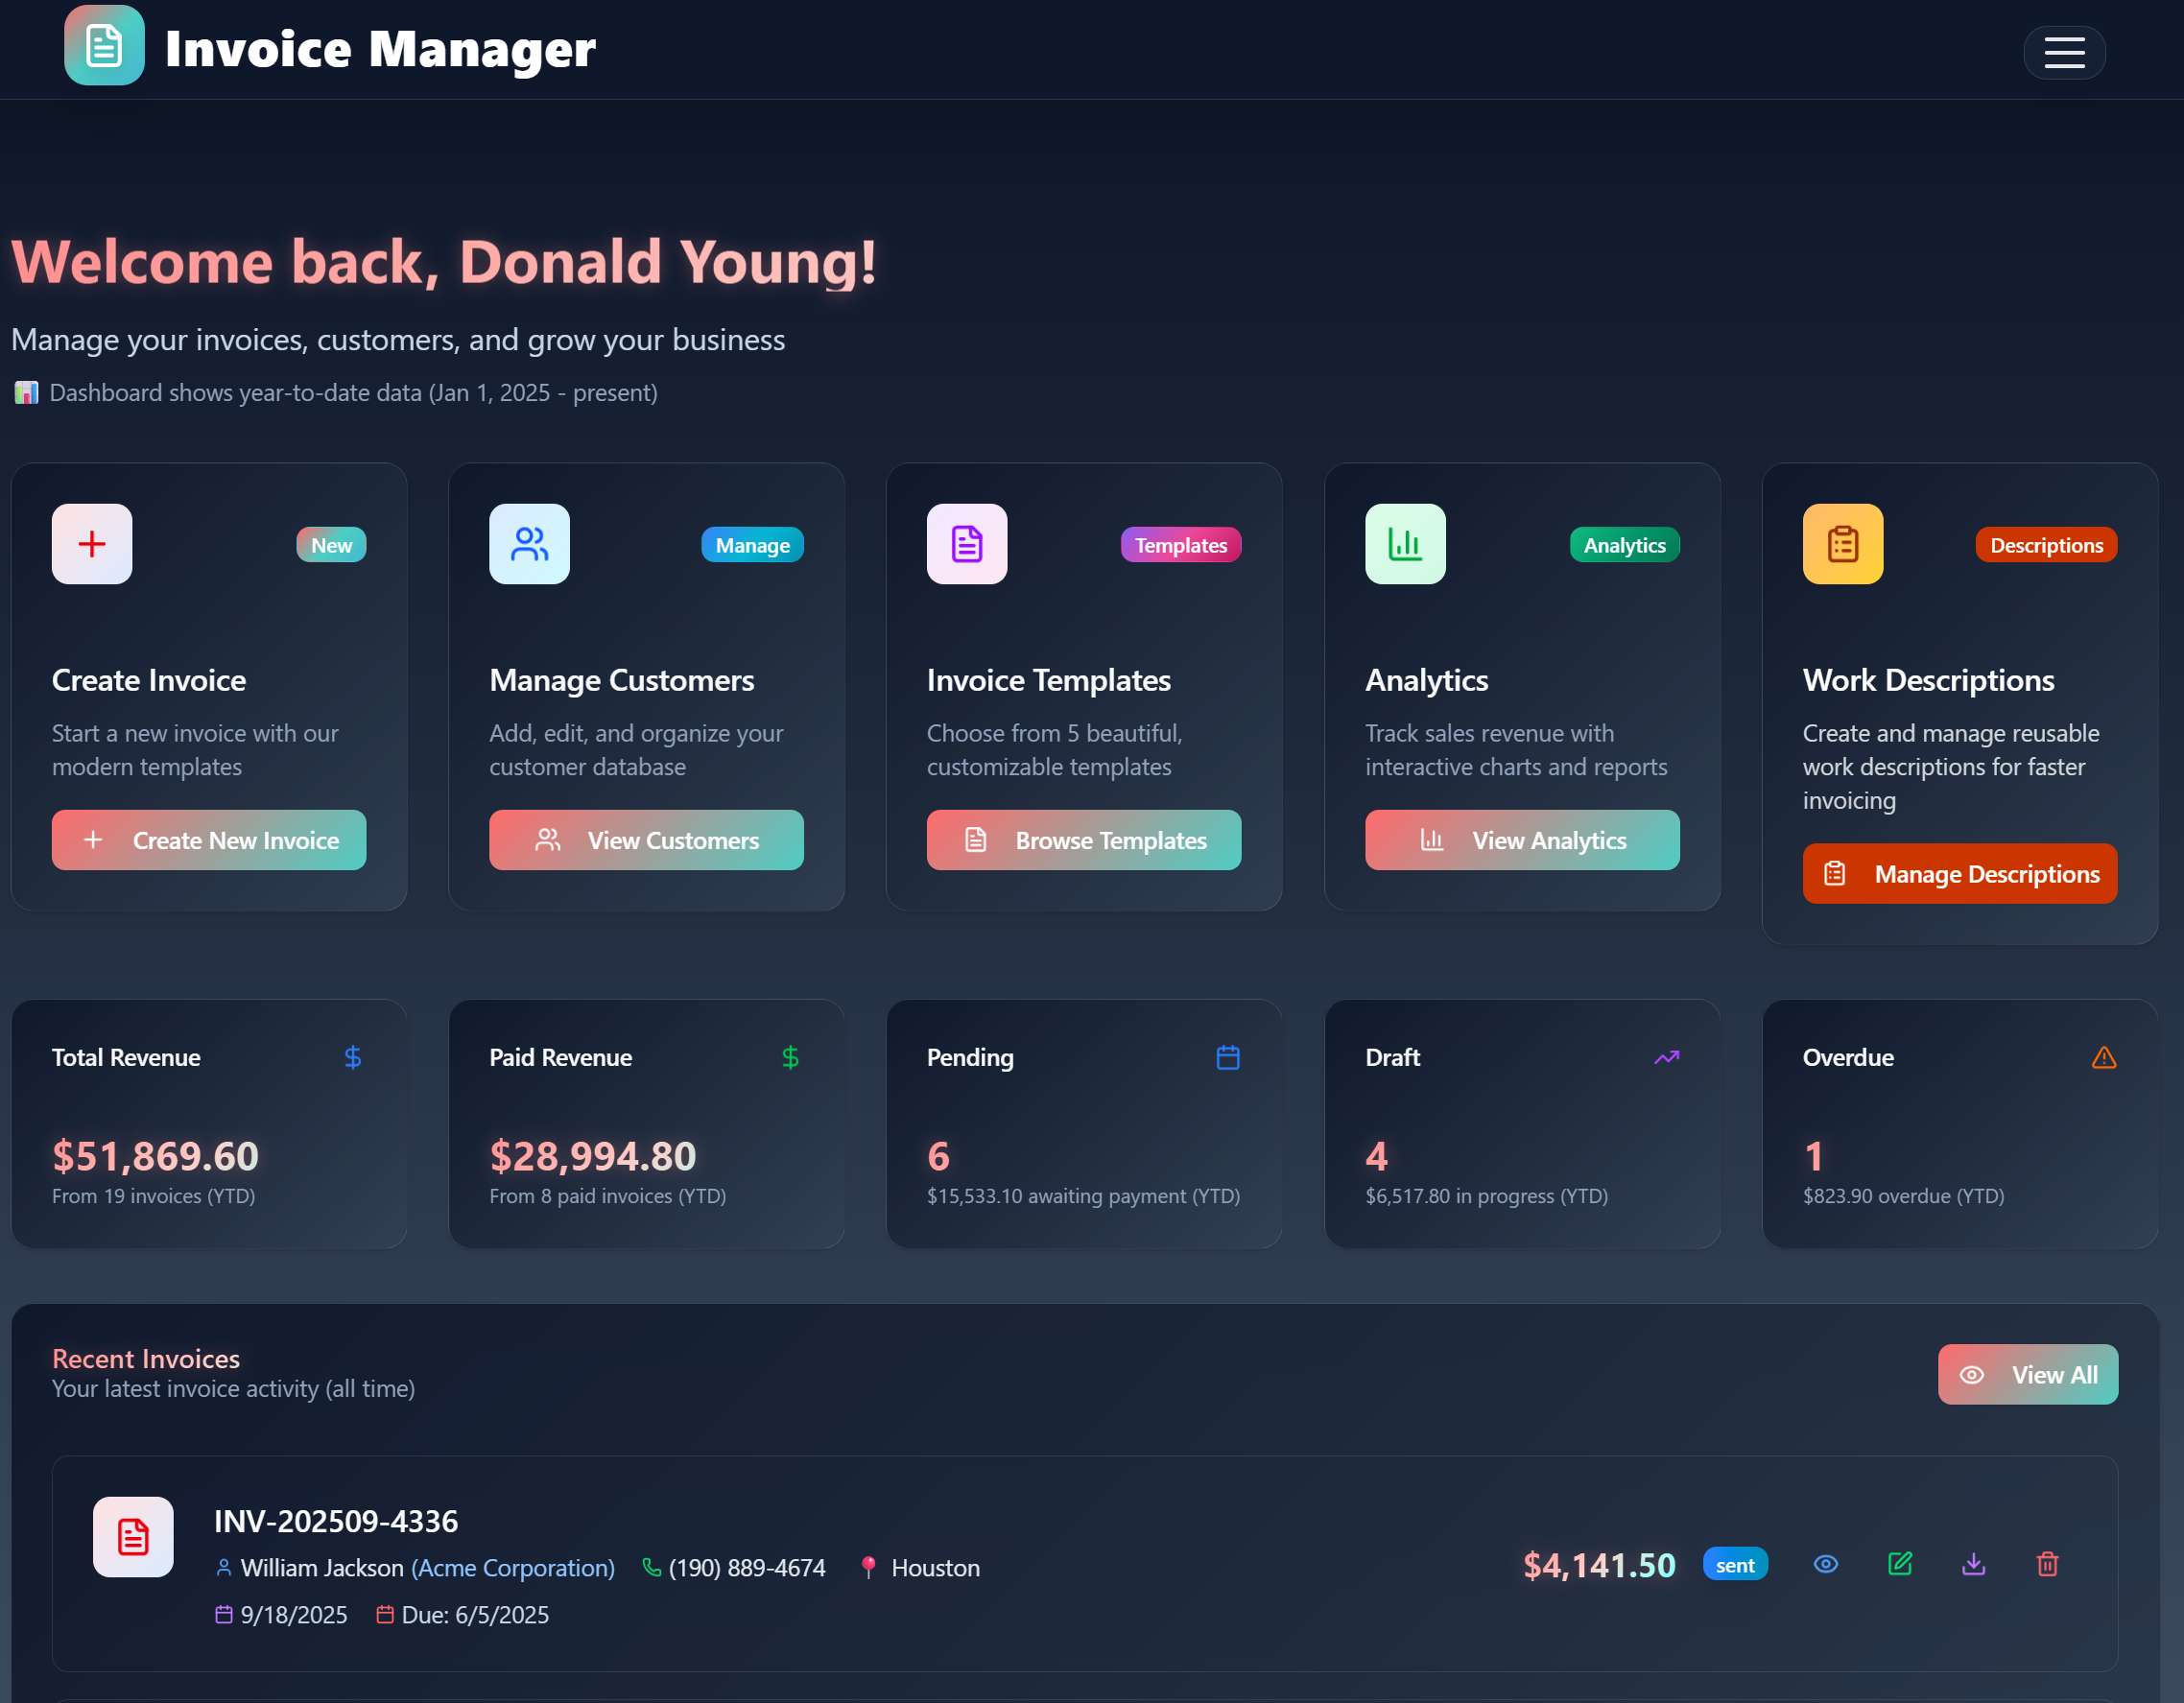 Invoice Manager
Welcome back, Donald Young!
Manage your invoices, customers, and grow your business
📊 Dashboard shows year-to-date data (Jan 1, 2025 - present)
New
Create Invoice
Start a new invoice with our
modern templates
Create New Invoice
Manage
Manage Customers
Add, edit, and organize your
customer database
View Customers
Templates
Invoice Templates
Choose from 5 beautiful,
customizable templates
Browse Templates
Analytics
Analytics
Track sales revenue with
interactive charts and reports
View Analytics
Descriptions
Work Descriptions
Create and manage reusable
work descriptions for faster
invoicing
Manage Descriptions
Total Revenue
$51,869.60
From 19 invoices (YTD)
Paid Revenue
$28,994.80
From 8 paid invoices (YTD)
Pending
6
$15,533.10 awaiting payment (YTD)
Draft
4
$6,517.80 in progress (YTD)
Overdue
1
$823.90 overdue (YTD)
Recent Invoices
Your latest invoice activity (all time)
View All
INV-202509-4336
William Jackson (Acme Corporation) (190) 889-4674 📍 Houston
9/18/2025 Due: 6/5/2025
$4,141.50 sent